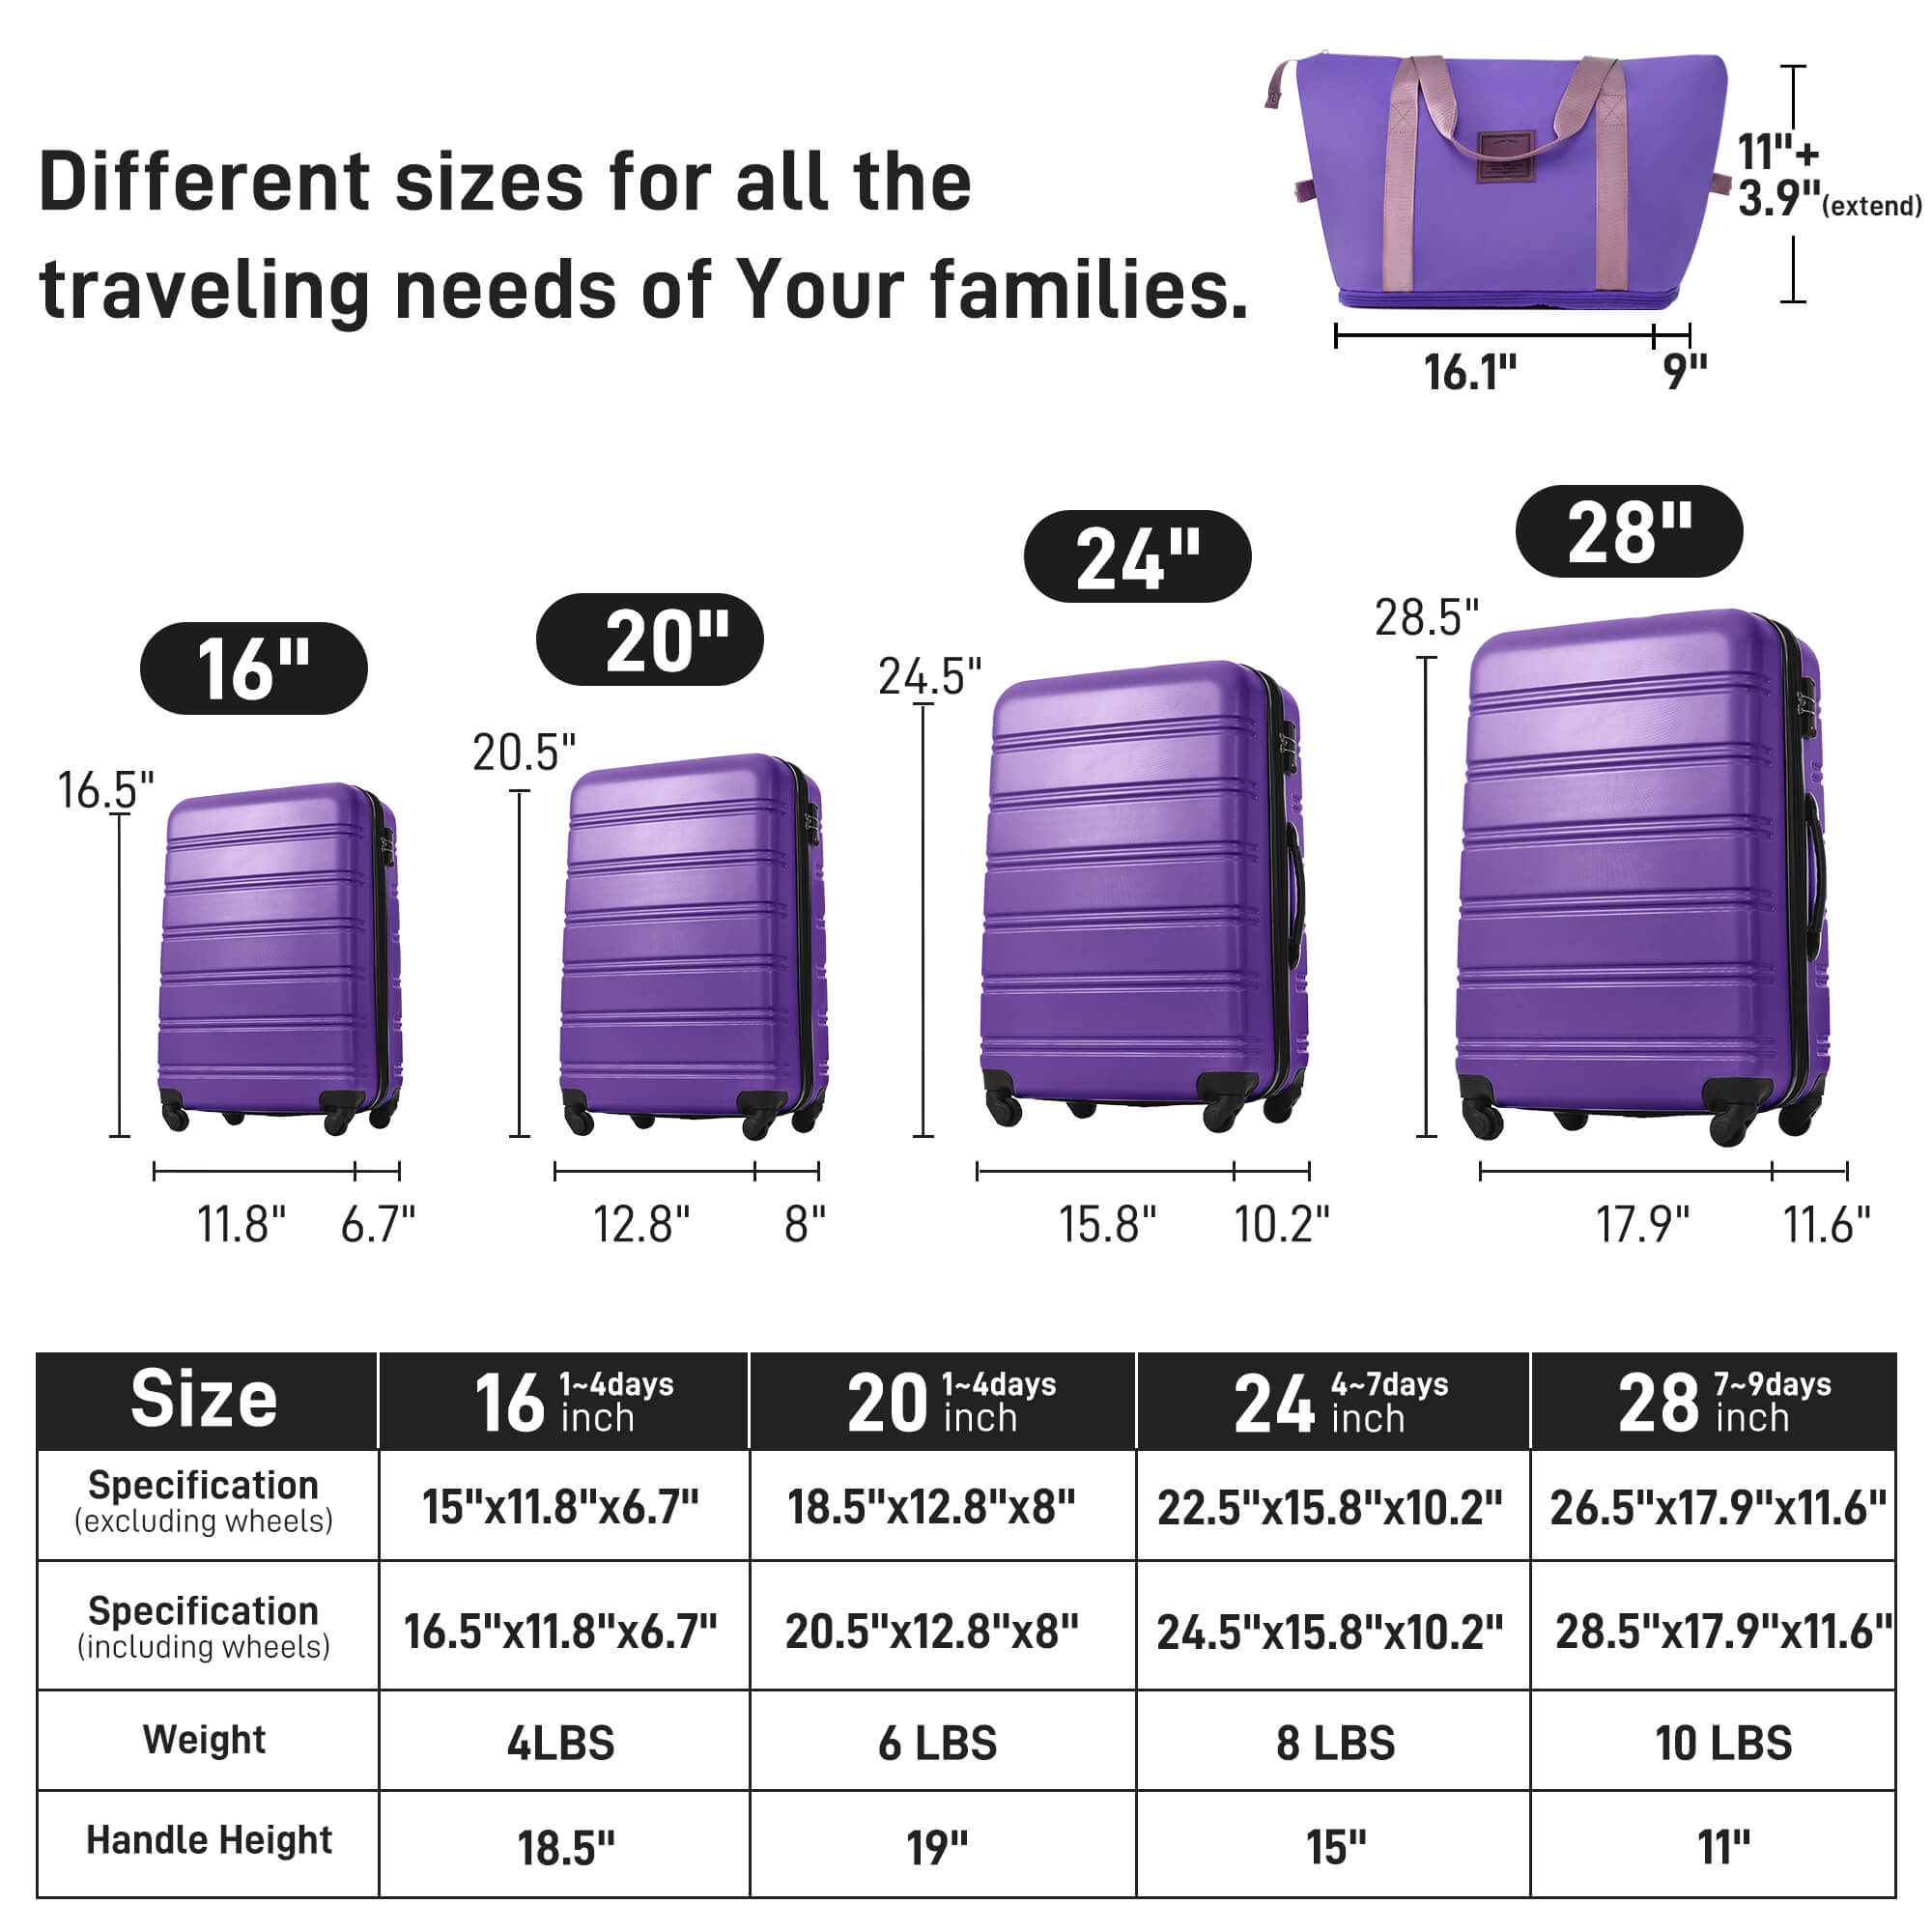 Different sizes for all the
traveling needs of Your families.
11"+
3.9"(extend)
16.1" 9"
16"
20"
24"
28"
16.5"
20.5"
24.5"
28.5"
11.8" 6.7"
12.8" 8"
15.8" 10.2"
17.9" 11.6"
Size 16 1~4days inch 20 1~4days inch 24 4~7days inch 28 7~9days inch
Specification
(excluding wheels)
15"x11.8"x6.7" 18.5"x12.8"x8" 22.5"x15.8"x10.2" 26.5"x17.9"x11.6"
Specification
(including wheels)
16.5"x11.8"x6.7" 20.5"x12.8"x8" 24.5"x15.8"x10.2" 28.5"x17.9"x11.6"
Weight 4LBS 6 LBS 8 LBS 10 LBS
Handle Height 18.5" 19" 15" 11"